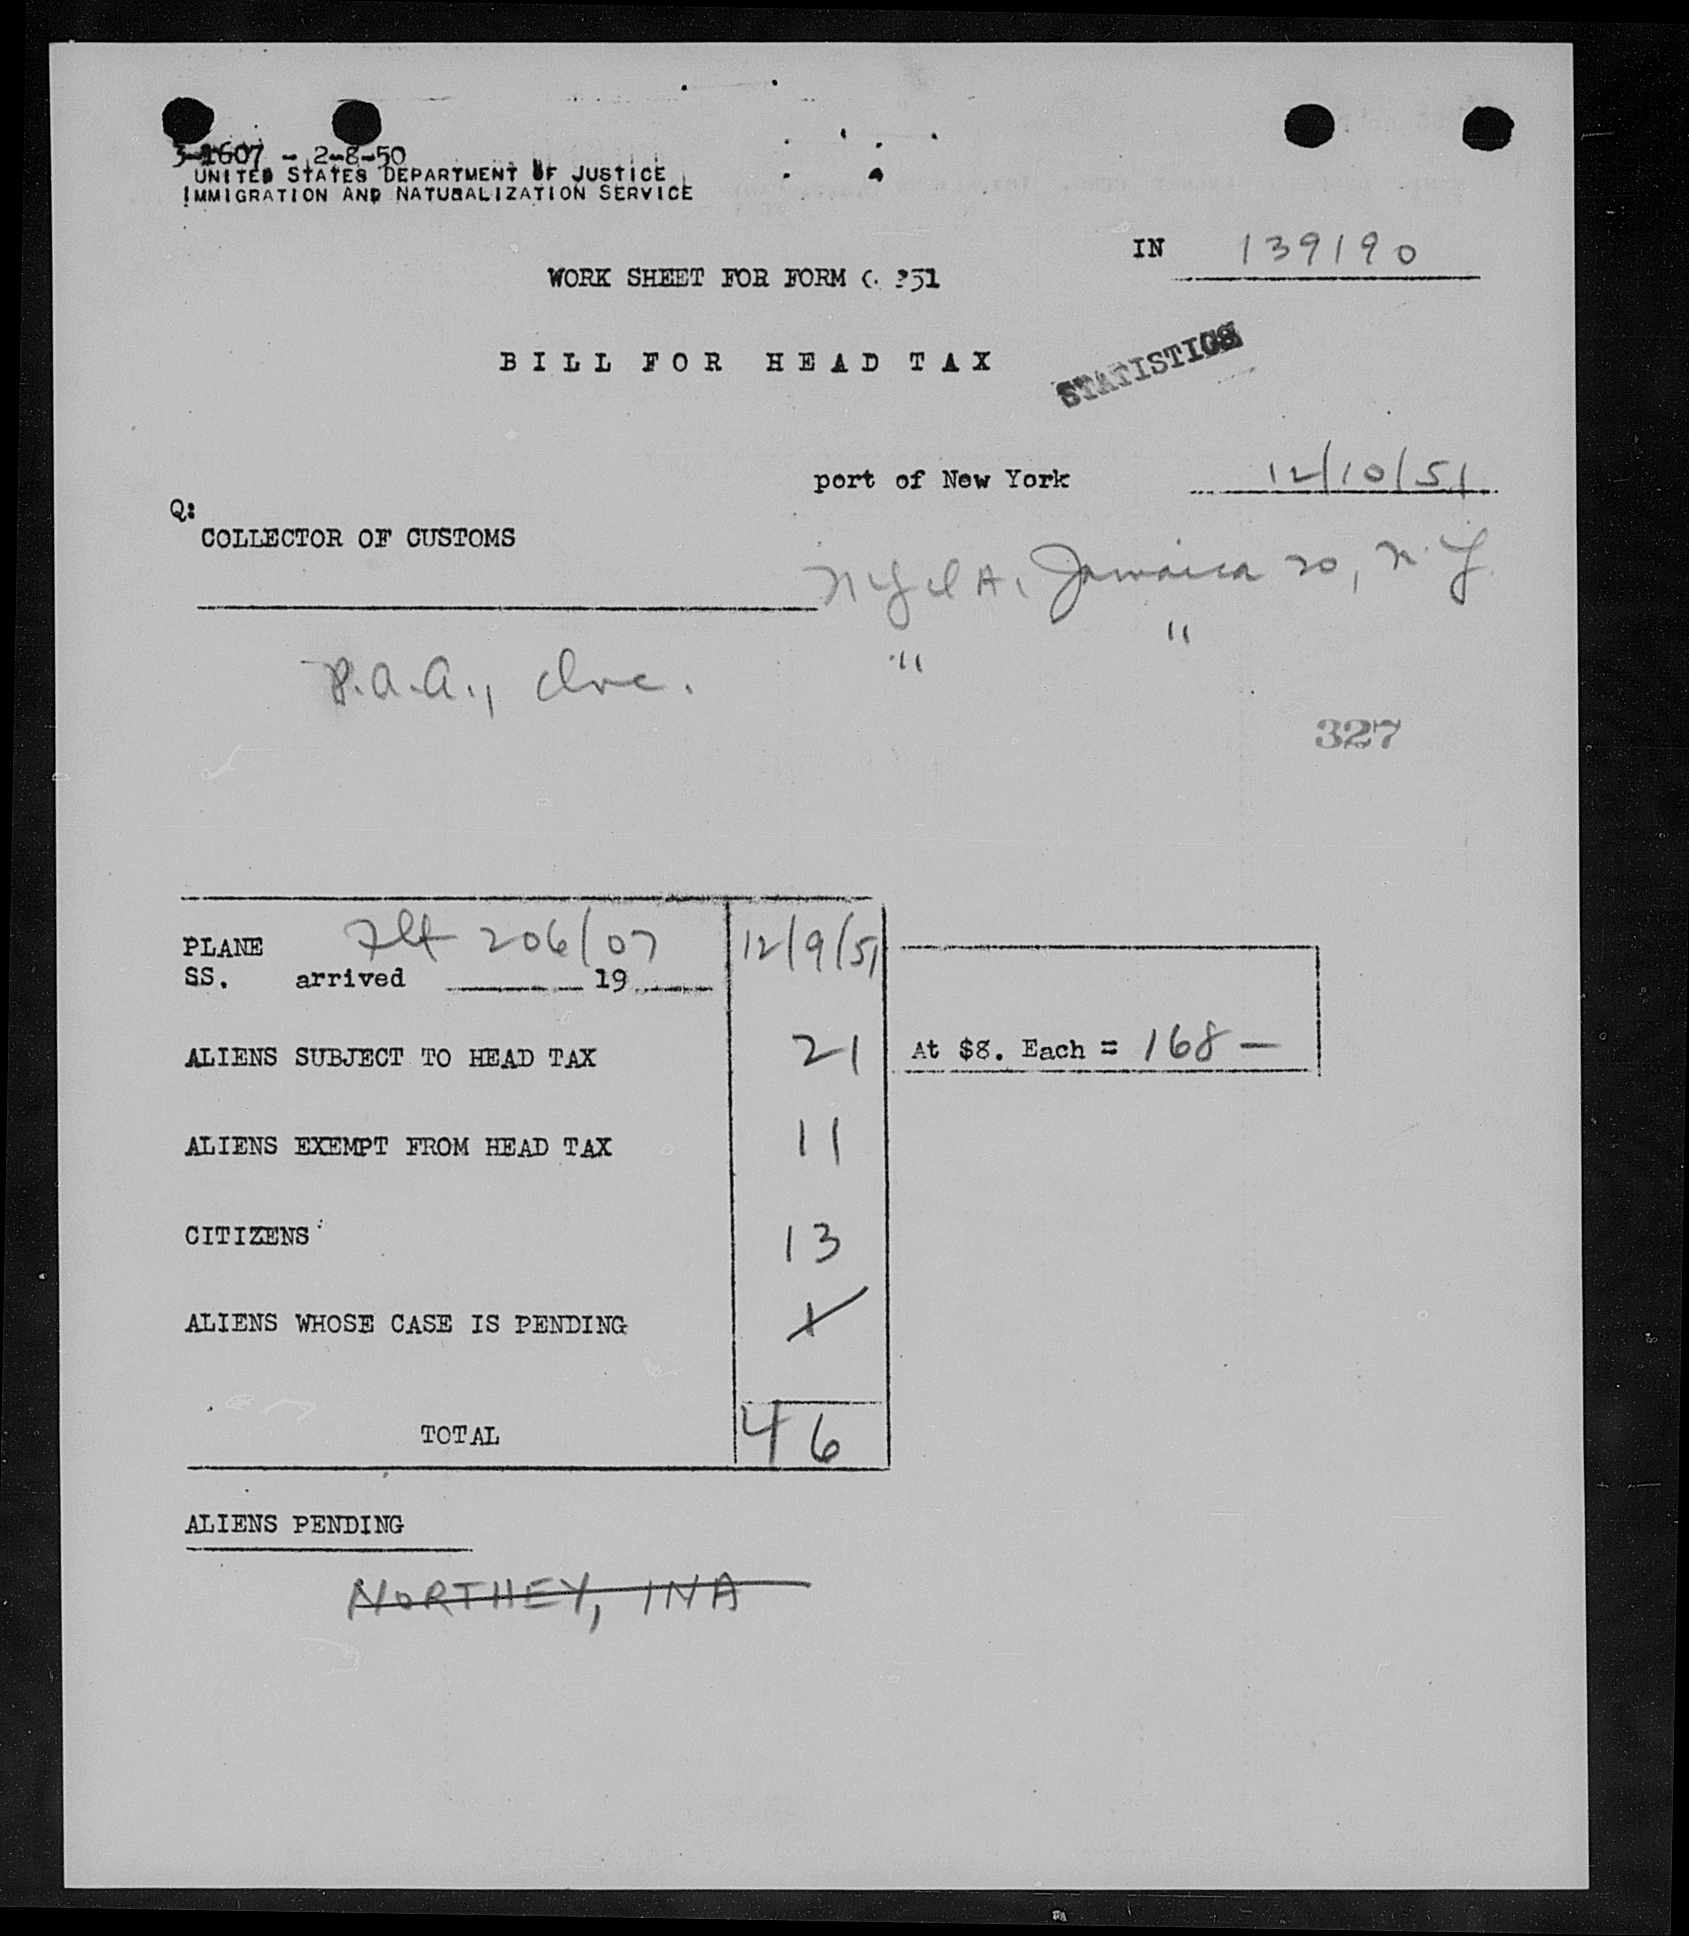 3-1607 - 2-8-50
UNITED STATES DEPARTMENT OF JUSTICE
IMMIGRATION AND NATURALIZATION SERVICE
IN 139190
WORK SHEET FOR FORM 51
BILL FOR HEAD TAX
STATISTICS
port of New York 12/10/51
Q:
COLLECTOR OF CUSTOMS
N Y I A, Jamaica 20, N.Y.
P.A.A., Inc. " "
327
PLANE Flt 206/07 12/9/51
SS. arrived 19
ALIENS SUBJECT TO HEAD TAX 21 At $8. Each = 168 —
ALIENS EXEMPT FROM HEAD TAX 11
CITIZENS 13
ALIENS WHOSE CASE IS PENDING
TOTAL 46
ALIENS PENDING
NORTHEY, INA